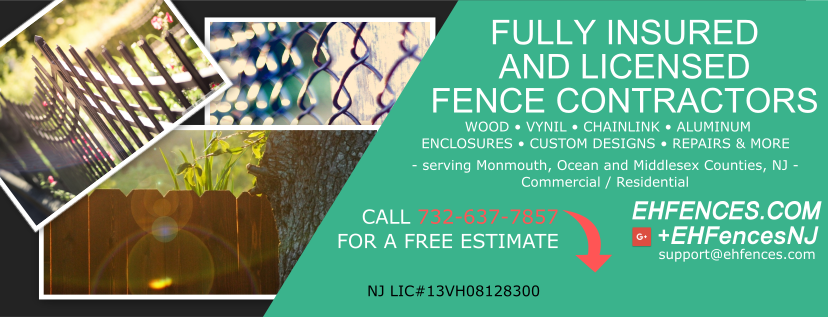 FULLY INSURED
AND LICENSED
FENCE CONTRACTORS
WOOD • VYNIL • CHAINLINK • ALUMINUM
ENCLOSURES • CUSTOM DESIGNS • REPAIRS & MORE
- serving Monmouth, Ocean and Middlesex Counties, NJ -
Commercial / Residential
CALL 732-637-7857
FOR A FREE ESTIMATE
EHFENCES.COM
G+ +EHFencesNJ
support@ehfences.com
NJ LIC#13VH08128300